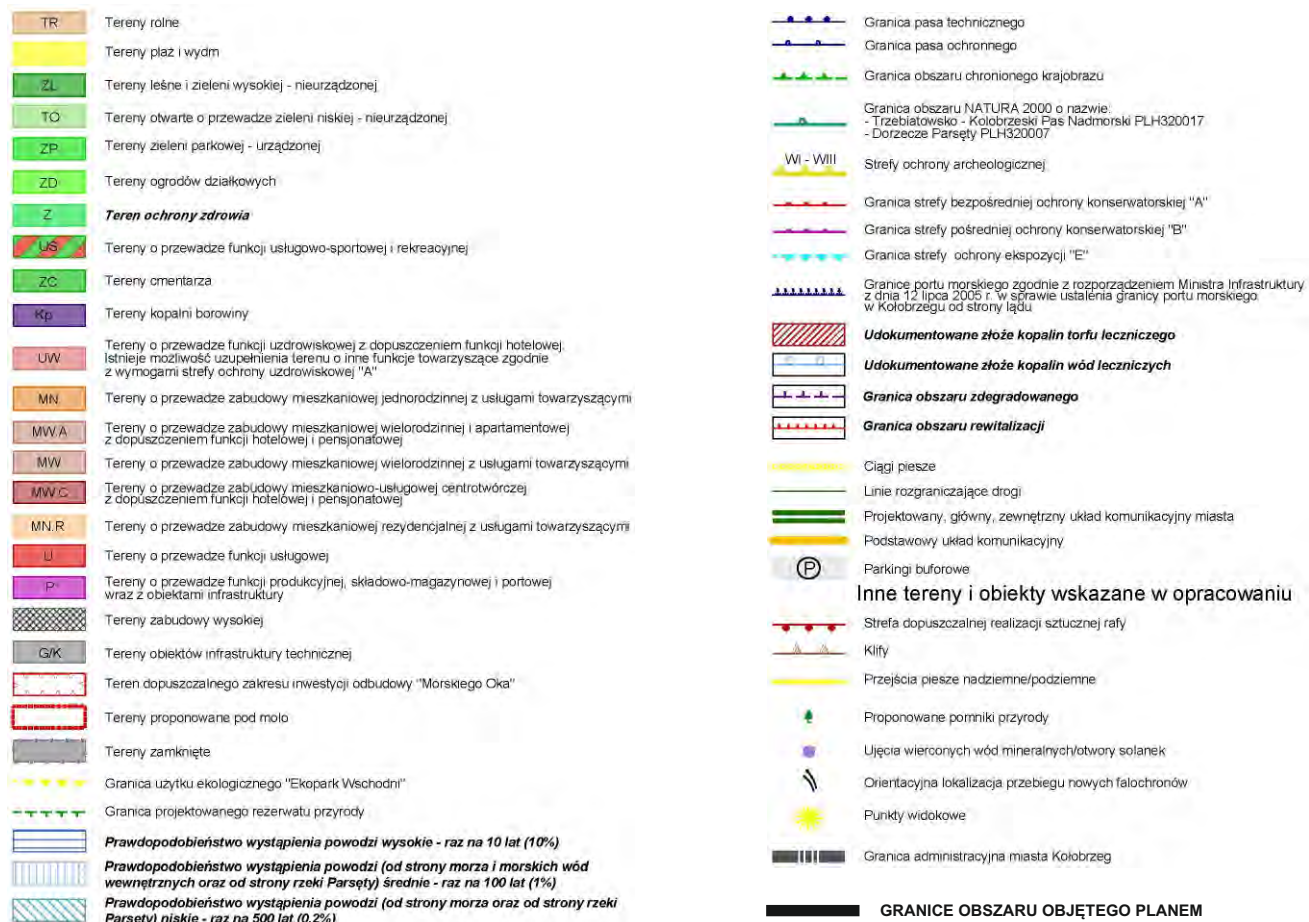 TR Tereny rolne
Tereny plaż i wydm
ZL Tereny leśne i zieleni wysokiej - nieurządzonej
TO Tereny otwarte o przewadze zieleni niskiej - nieurządzonej
ZP Tereny zieleni parkowej - urządzonej
ZD Tereny ogrodów działkowych
Z Teren ochrony zdrowia
US Tereny o przewadze funkcji usługowo-sportowej i rekreacyjnej
ZC Tereny cmentarza
Kp Tereny kopalni borowiny
UW Tereny o przewadze funkcji uzdrowiskowej z dopuszczeniem funkcji hotelowej.
Istnieje możliwość uzupełnienia terenu o inne funkcje towarzyszące zgodnie
z wymogami strefy ochrony uzdrowiskowej "A"
MN Tereny o przewadze zabudowy mieszkaniowej jednorodzinnej z usługami towarzyszącymi
MW.A Tereny o przewadze zabudowy mieszkaniowej wielorodzinnej i apartamentowej
z dopuszczeniem funkcji hotelowej i pensjonatowej
MW Tereny o przewadze zabudowy mieszkaniowej wielorodzinnej z usługami towarzyszącymi
MW.C Tereny o przewadze zabudowy mieszkaniowo-usługowej centrotwórczej
z dopuszczeniem funkcji hotelowej i pensjonatowej
MN.R Tereny o przewadze zabudowy mieszkaniowej rezydencjalnej z usługami towarzyszącymi
U Tereny o przewadze funkcji usługowej
P Tereny o przewadze funkcji produkcyjnej, składowo-magazynowej i portowej
wraz z obiektami infrastruktury
Tereny zabudowy wysokiej
G/K Tereny obiektów infrastruktury technicznej
Teren dopuszczalnego zakresu inwestycji odbudowy "Morskiego Oka"
Tereny proponowane pod molo
Tereny zamknięte
Granica użytku ekologicznego "Ekopark Wschodni"
Granica projektowanego rezerwatu przyrody
Prawdopodobieństwo wystąpienia powodzi wysokie - raz na 10 lat (10%)
Prawdopodobieństwo wystąpienia powodzi (od strony morza i morskich wód
wewnętrznych oraz od strony rzeki Parsęty) średnie - raz na 100 lat (1%)
Prawdopodobieństwo wystąpienia powodzi (od strony morza oraz od strony rzeki
Parsęty) niskie - raz na 500 lat (0,2%)
Granica pasa technicznego
Granica pasa ochronnego
Granica obszaru chronionego krajobrazu
Granica obszaru NATURA 2000 o nazwie:
- Trzebiatowsko - Kołobrzeski Pas Nadmorski PLH320017
- Dorzecze Parsęty PLH320007
WI - WIII Strefy ochrony archeologicznej
Granica strefy bezpośredniej ochrony konserwatorskiej "A"
Granica strefy pośredniej ochrony konserwatorskiej "B"
Granica strefy ochrony ekspozycji "E"
Granice portu morskiego zgodnie z rozporządzeniem Ministra Infrastruktury
z dnia 12 lipca 2005 r. w sprawie ustalenia granicy portu morskiego
w Kołobrzegu od strony lądu
Udokumentowane złoże kopalin torfu leczniczego
Udokumentowane złoże kopalin wód leczniczych
Granica obszaru zdegradowanego
Granica obszaru rewitalizacji
Ciągi piesze
Linie rozgraniczające drogi
Projektowany, główny, zewnętrzny układ komunikacyjny miasta
Podstawowy układ komunikacyjny
P Parkingi buforowe
Inne tereny i obiekty wskazane w opracowaniu
Strefa dopuszczalnej realizacji sztucznej rafy
Klify
Przejścia piesze nadziemne/podziemne
Proponowane pomniki przyrody
Ujęcia wierconych wód mineralnych/otwory solanek
Orientacyjna lokalizacja przebiegu nowych falochronów
Punkty widokowe
Granica administracyjna miasta Kołobrzeg
GRANICE OBSZARU OBJĘTEGO PLANEM